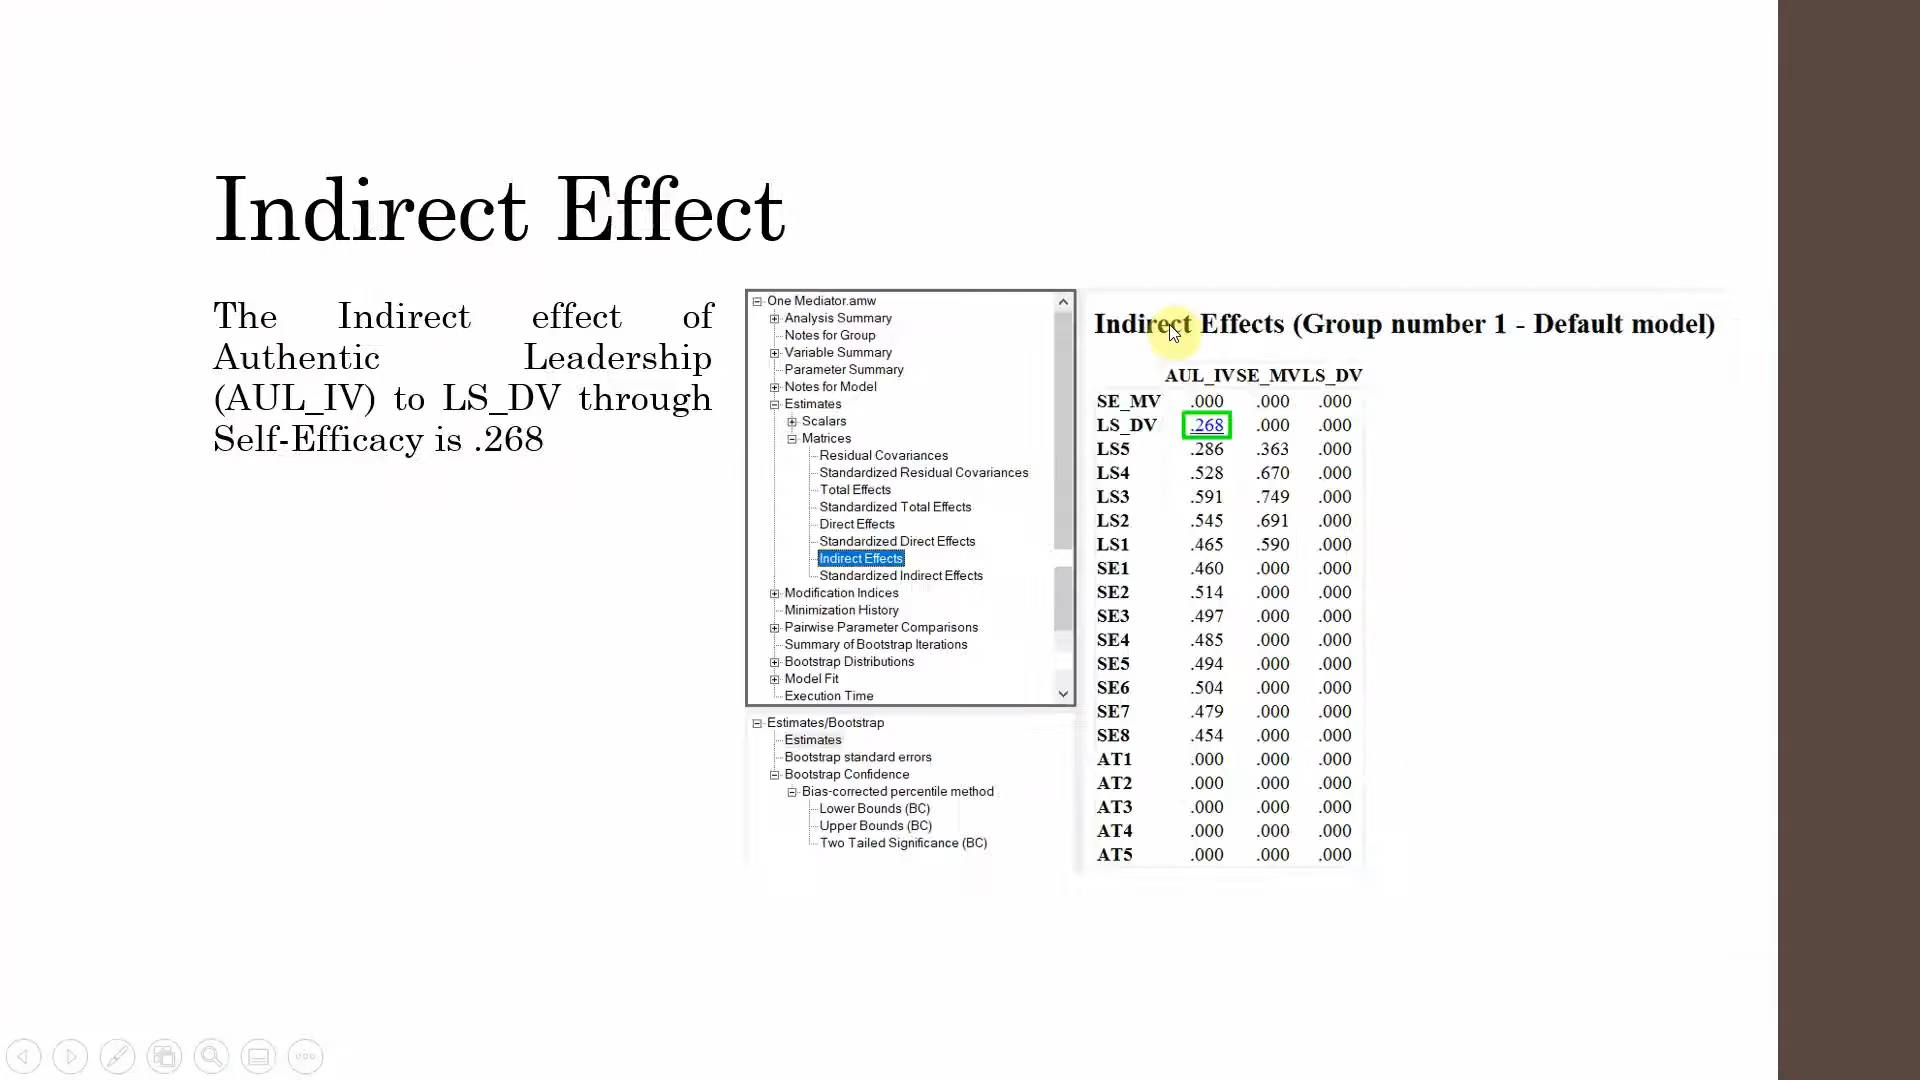 Indirect Effect
The Indirect effect of
Authentic Leadership
(AUL_IV) to LS_DV through
Self-Efficacy is .268
One Mediator.amw
Analysis Summary
Notes for Group
Variable Summary
Parameter Summary
Notes for Model
Estimates
Scalars
Matrices
Residual Covariances
Standardized Residual Covariances
Total Effects
Standardized Total Effects
Direct Effects
Standardized Direct Effects
Indirect Effects
Standardized Indirect Effects
Modification Indices
Minimization History
Pairwise Parameter Comparisons
Summary of Bootstrap Iterations
Bootstrap Distributions
Model Fit
Execution Time
Estimates/Bootstrap
Estimates
Bootstrap standard errors
Bootstrap Confidence
Bias-corrected percentile method
Lower Bounds (BC)
Upper Bounds (BC)
Two Tailed Significance (BC)
Indirect Effects (Group number 1 - Default model)
AUL_IV SE_MV LS_DV
SE_MV .000 .000 .000
LS_DV .268 .000 .000
LS5 .286 .363 .000
LS4 .528 .670 .000
LS3 .591 .749 .000
LS2 .545 .691 .000
LS1 .465 .590 .000
SE1 .460 .000 .000
SE2 .514 .000 .000
SE3 .497 .000 .000
SE4 .485 .000 .000
SE5 .494 .000 .000
SE6 .504 .000 .000
SE7 .479 .000 .000
SE8 .454 .000 .000
AT1 .000 .000 .000
AT2 .000 .000 .000
AT3 .000 .000 .000
AT4 .000 .000 .000
AT5 .000 .000 .000